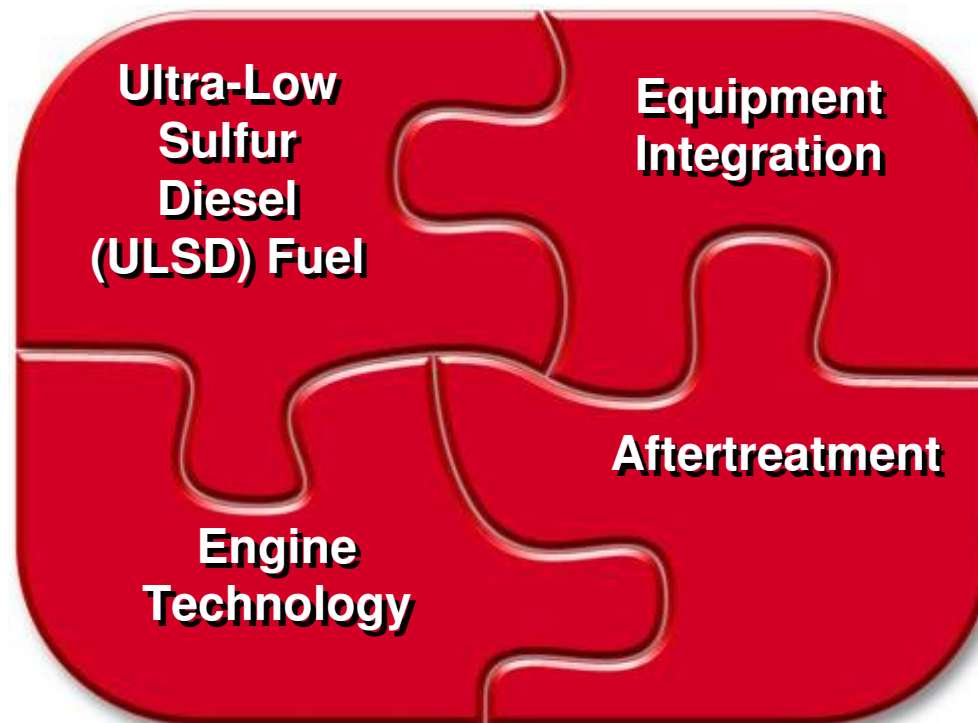 Ultra-Low
Sulfur
Diesel
(ULSD) Fuel
Equipment
Integration
Aftertreatment
Engine
Technology